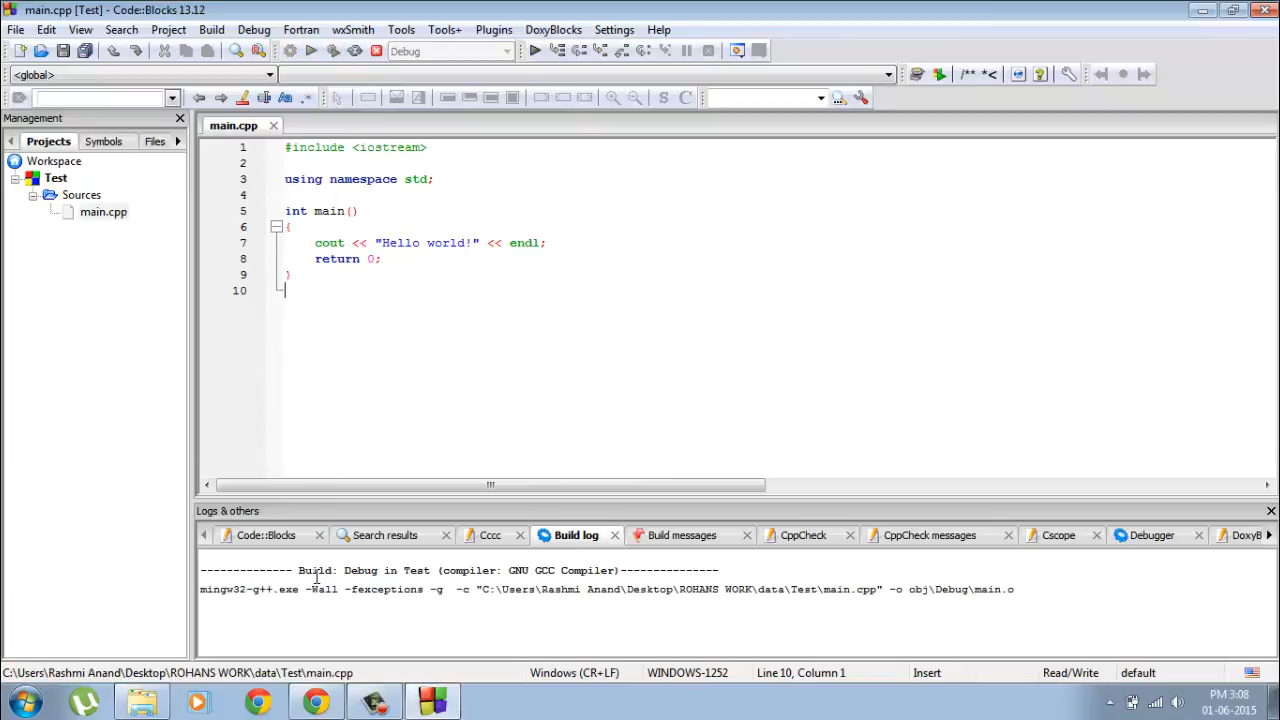 main.cpp [Test] - Code::Blocks 13.12
File Edit View Search Project Build Debug Fortran wxSmith Tools Tools+ Plugins DoxyBlocks Settings Help
Debug
<global>
/** *<
.*
S C
Management
main.cpp
Projects Symbols Files
Workspace
Test
Sources
main.cpp
1 #include <iostream>
2
3 using namespace std;
4
5 int main()
6 {
7 cout << "Hello world!" << endl;
8 return 0;
9 }
10
Logs & others
Code::Blocks Search results Cccc Build log Build messages CppCheck CppCheck messages Cscope Debugger DoxyB
-------------- Build: Debug in Test (compiler: GNU GCC Compiler)---------------
mingw32-g++.exe -Wall -fexceptions -g -c "C:\Users\Rashmi Anand\Desktop\ROHANS WORK\data\Test\main.cpp" -o obj\Debug\main.o
C:\Users\Rashmi Anand\Desktop\ROHANS WORK\data\Test\main.cpp Windows (CR+LF) WINDOWS-1252 Line 10, Column 1 Insert Read/Write default
PM 3:08
01-06-2015